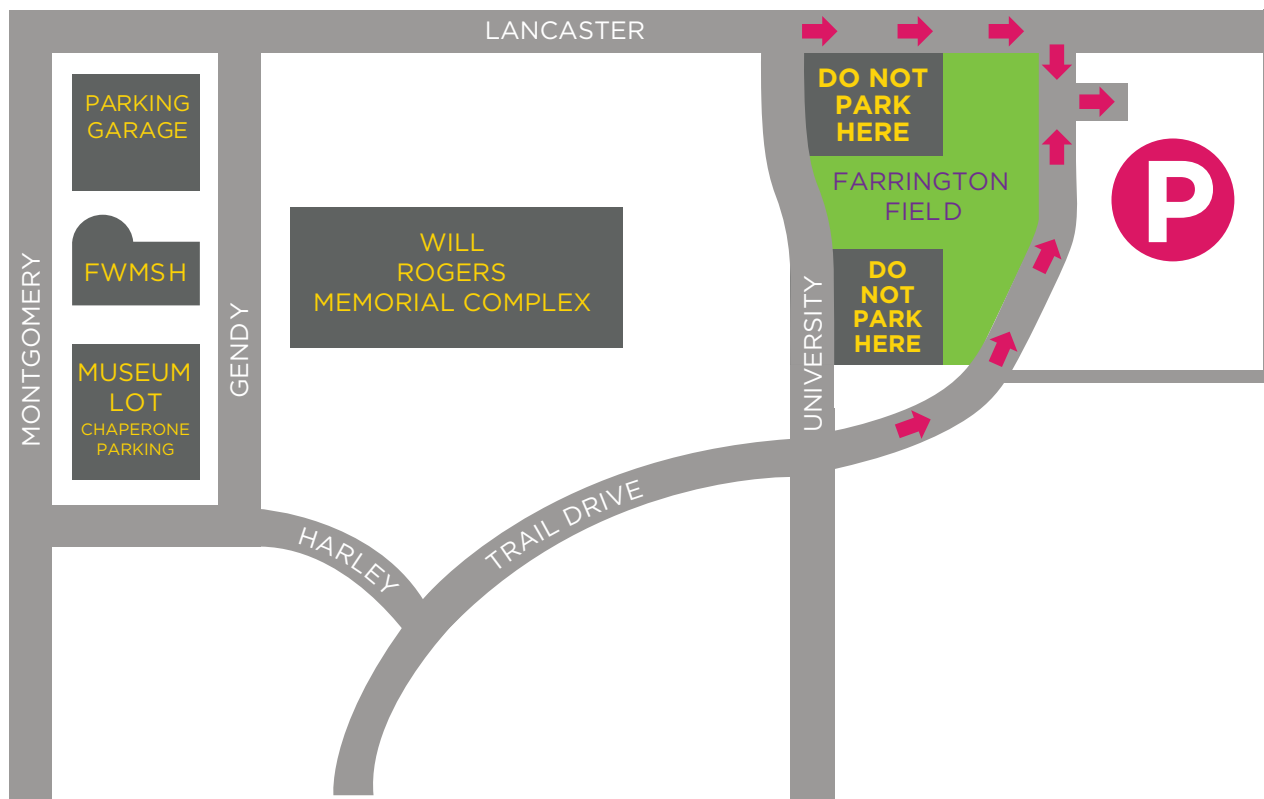 LANCASTER
PARKING
GARAGE
DO NOT
PARK
HERE
FARRINGTON
FIELD
P
WILL
ROGERS
MEMORIAL COMPLEX
FWMSH
MONTGOMERY
GENDY
UNIVERSITY
DO
NOT
PARK
HERE
MUSEUM
LOT
CHAPERONE
PARKING
TRAIL DRIVE
HARLEY